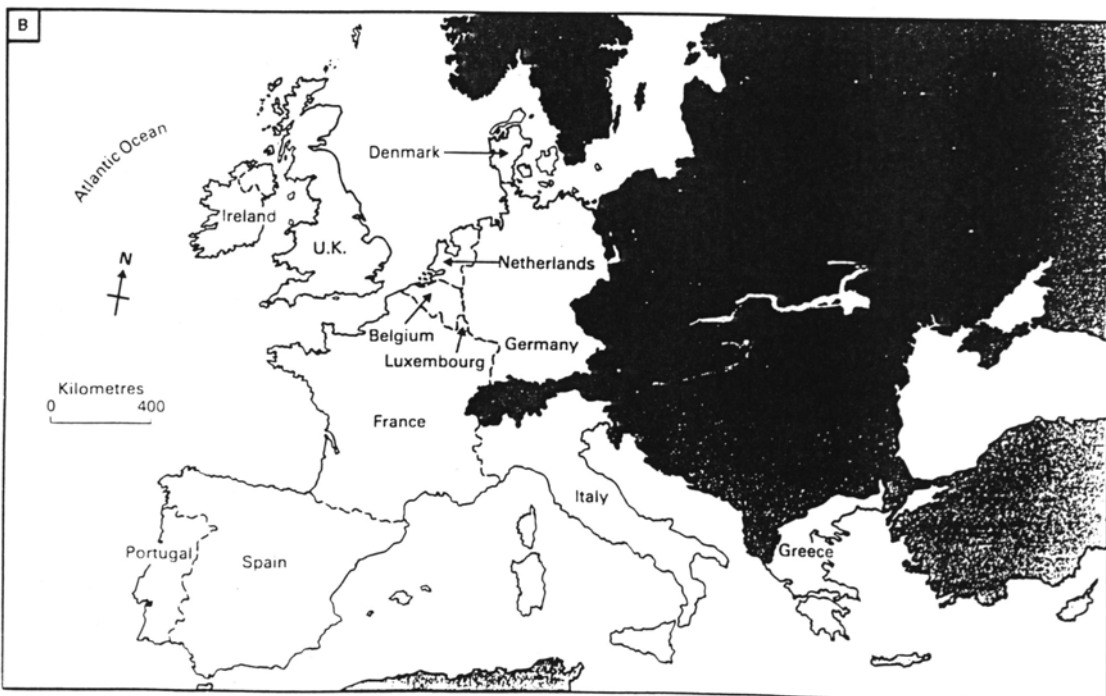 B
Atlantic Ocean
Denmark
Ireland
U.K.
N
Netherlands
Belgium
Luxembourg
Germany
Kilometres
0 400
France
Italy
Portugal
Spain
Greece